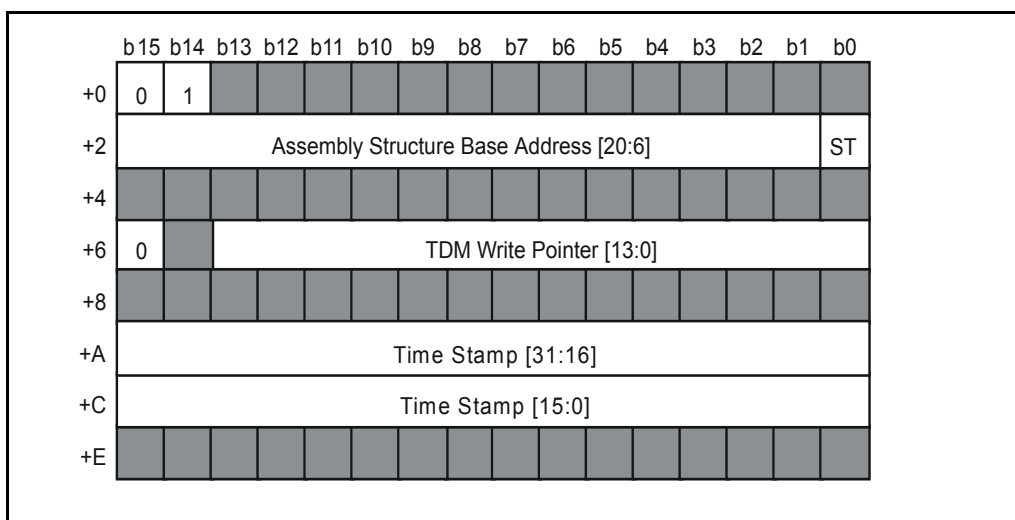 b15 b14 b13 b12 b11 b10 b9 b8 b7 b6 b5 b4 b3 b2 b1 b0
+0 0 1
+2 Assembly Structure Base Address [20:6] ST
+4
+6 0 TDM Write Pointer [13:0]
+8
+A Time Stamp [31:16]
+C Time Stamp [15:0]
+E